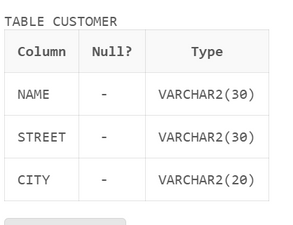 TABLE CUSTOMER
Column Null? Type
NAME - VARCHAR2(30)
STREET - VARCHAR2(30)
CITY - VARCHAR2(20)